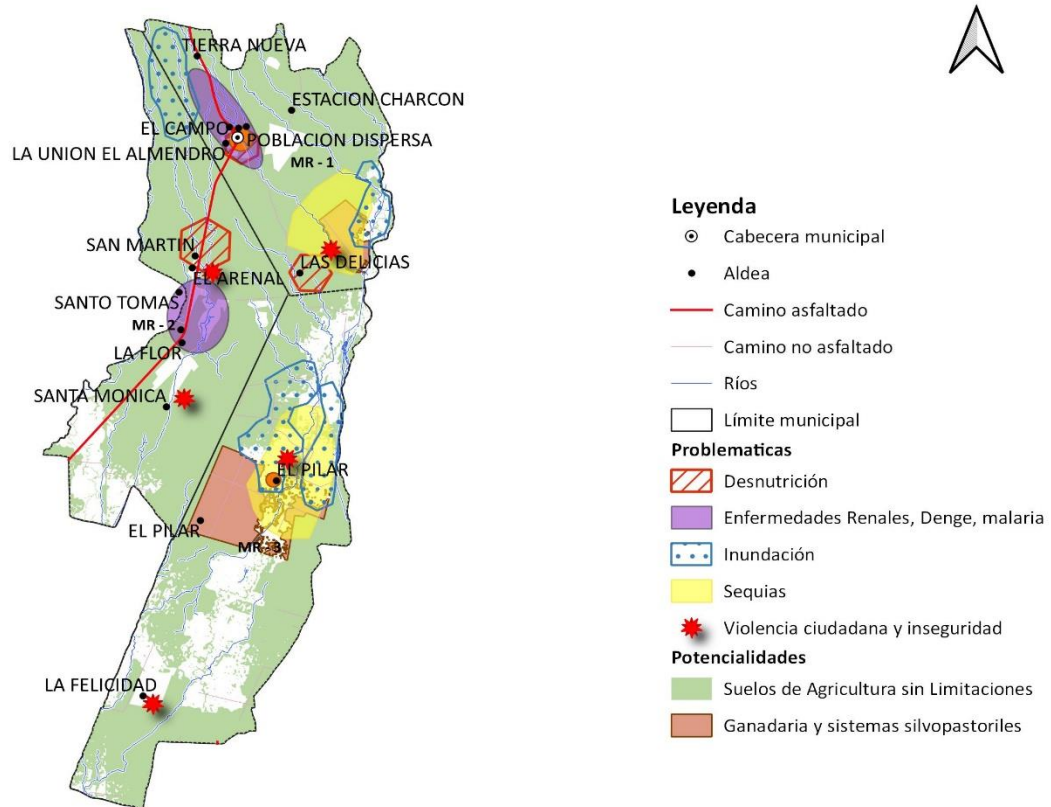 TIERRA NUEVA
ESTACION CHARCON
EL CAMPO
POBLACION DISPERSA
LA UNION EL ALMENDRO
MR - 1
SAN MARTIN
LAS DELICIAS
EL ARENAL
SANTO TOMAS
MR - 2
LA FLOR
SANTA MONICA
EL PILAR
EL PILAR
MR - 3
LA FELICIDAD
Leyenda
Cabecera municipal
Aldea
Camino asfaltado
Camino no asfaltado
Ríos
Límite municipal
Problematicas
Desnutrición
Enfermedades Renales, Denge, malaria
Inundación
Sequias
Violencia ciudadana y inseguridad
Potencialidades
Suelos de Agricultura sin Limitaciones
Ganadaria y sistemas silvopastoriles